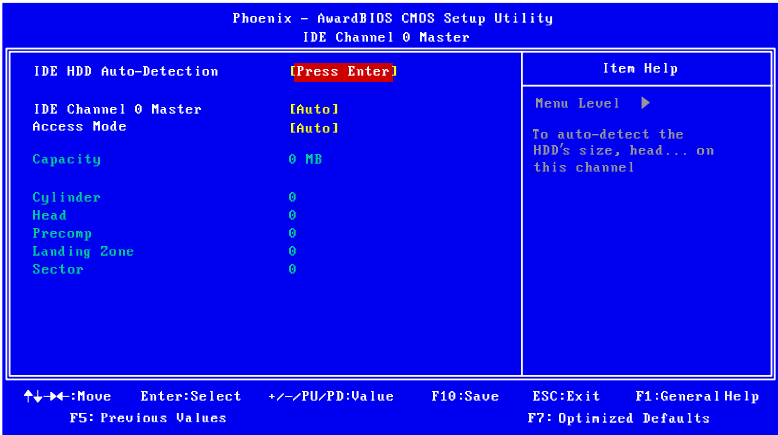 Phoenix - AwardBIOS CMOS Setup Utility
IDE Channel 0 Master
IDE HDD Auto-Detection [Press Enter]
IDE Channel 0 Master [Auto]
Access Mode [Auto]
Capacity 0 MB
Cylinder 0
Head 0
Precomp 0
Landing Zone 0
Sector 0
Item Help
Menu Level ▶
To auto-detect the
HDD's size, head... on
this channel
↑↓→←:Move Enter:Select +/-/PU/PD:Value F10:Save ESC:Exit F1:General Help
F5: Previous Values F7: Optimized Defaults